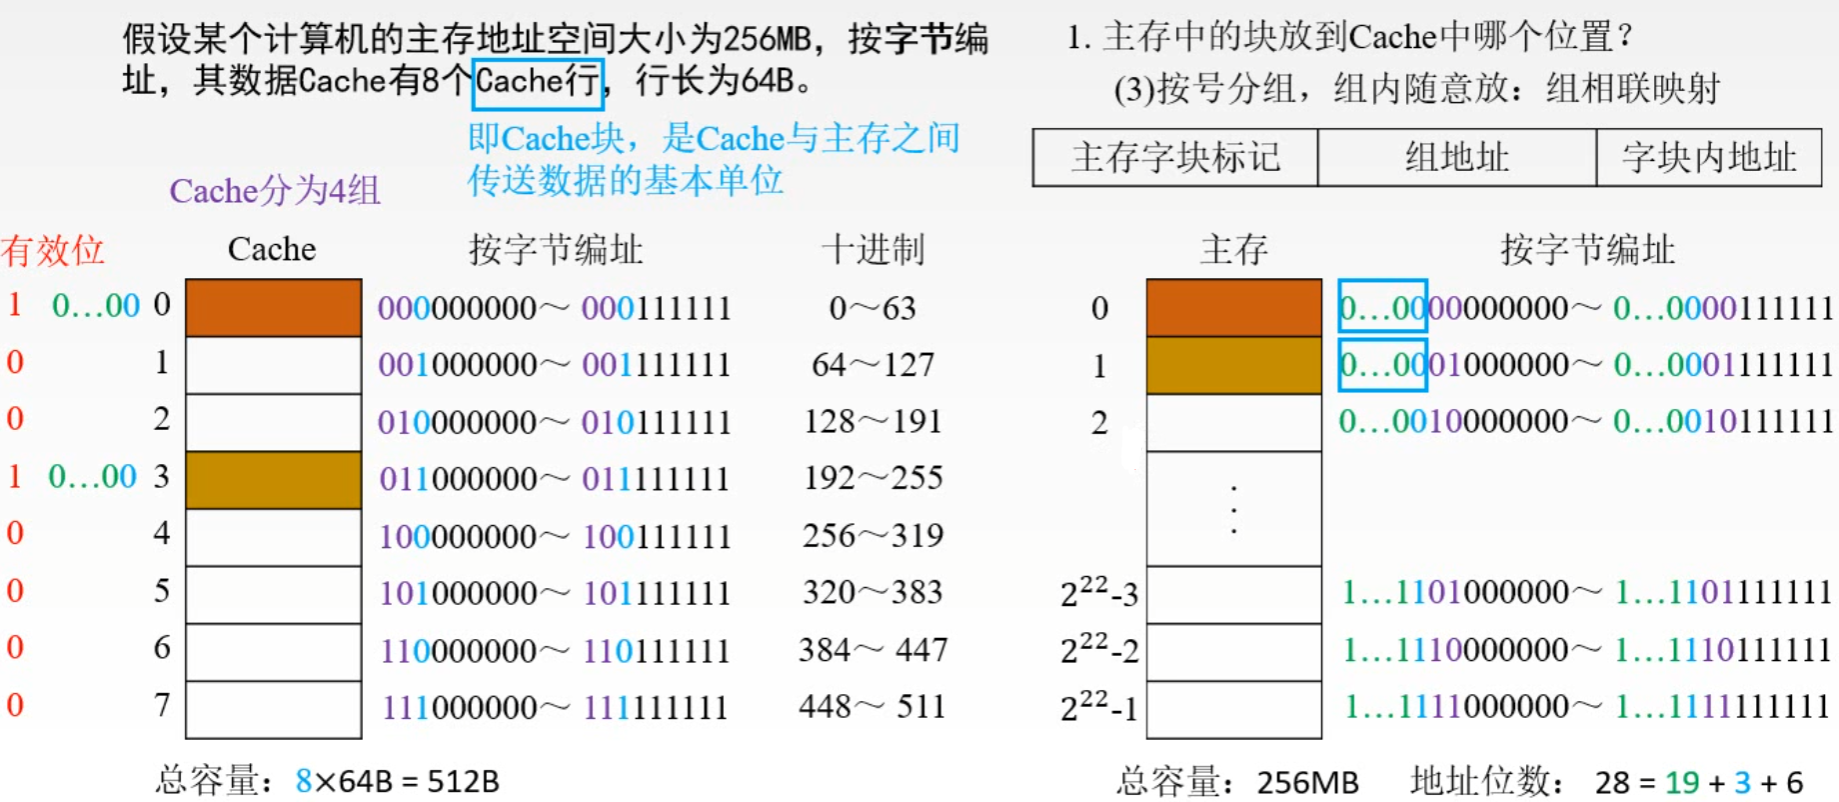 假设某个计算机的主存地址空间大小为256MB，按字节编
址，其数据Cache有8个Cache行，行长为64B。
即Cache块，是Cache与主存之间
传送数据的基本单位
Cache分为4组
1. 主存中的块放到Cache中哪个位置？
(3)按号分组，组内随意放：组相联映射
主存字块标记 组地址 字块内地址
有效位 Cache 按字节编址 十进制
1 0…00 0 000000000～ 000111111 0～63
0 1 001000000～ 001111111 64～127
0 2 010000000～ 010111111 128～191
1 0…00 3 011000000～ 011111111 192～255
0 4 100000000～ 100111111 256～319
0 5 101000000～ 101111111 320～383
0 6 110000000～ 110111111 384～ 447
0 7 111000000～ 111111111 448～ 511
总容量：8×64B = 512B
主存 按字节编址
0 0…0000000000～ 0…0000111111
1 0…0001000000～ 0…0001111111
2 0…0010000000～ 0…0010111111
⋮
2²²-3 1…1101000000～ 1…1101111111
2²²-2 1…1110000000～ 1…1110111111
2²²-1 1…1111000000～ 1…1111111111
总容量：256MB 地址位数： 28 = 19 + 3 + 6